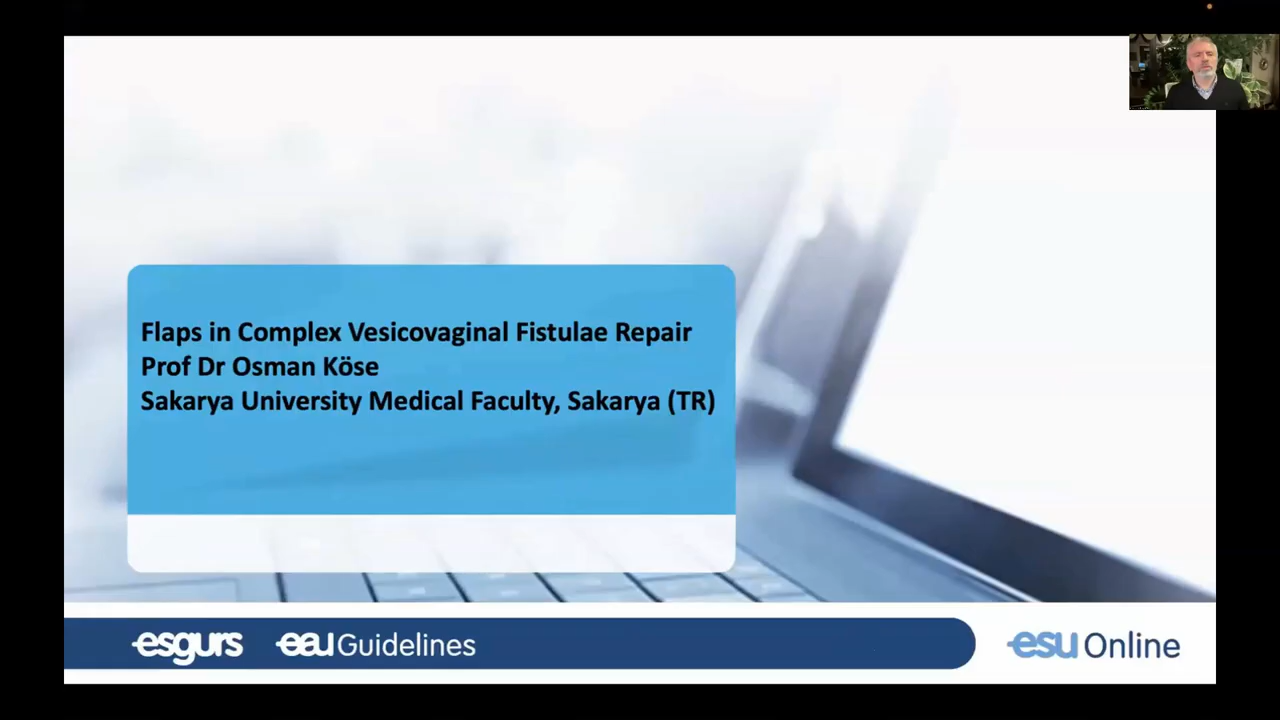 Flaps in Complex Vesicovaginal Fistulae Repair
Prof Dr Osman Köse
Sakarya University Medical Faculty, Sakarya (TR)
esgurs eau Guidelines esu Online